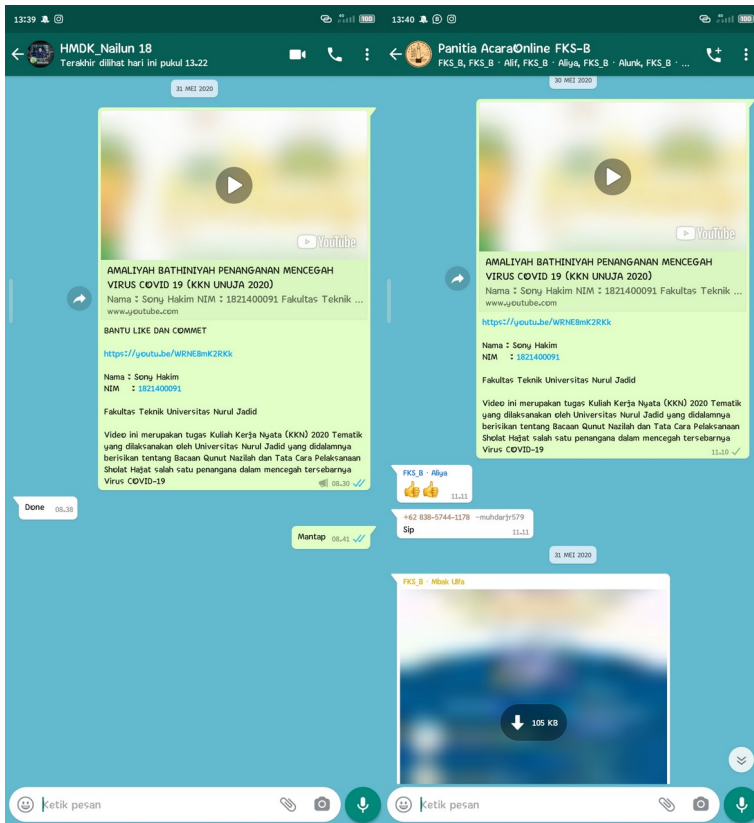 13:39
100
HMDK_Nailun 18
Terakhir dilihat hari ini pukul 13.22
31 MEI 2020
YouTube
AMALIYAH BATHINIYAH PENANGANAN MENCEGAH
VIRUS COVID 19 (KKN UNUJA 2020)
Nama : Sony Hakim NIM : 1821400091 Fakultas Teknik ...
www.youtube.com
BANTU LIKE DAN COMMET
https://youtu.be/WRNE8mK2RKk
Nama : Sony Hakim
NIM : 1821400091
Fakultas Teknik Universitas Nurul Jadid
Video ini merupakan tugas Kuliah Kerja Nyata (KKN) 2020 Tematik
yang dilaksanakan oleh Universitas Nurul Jadid yang didalamnya
berisikan tentang Bacaan Qunut Nazilah dan Tata Cara Pelaksanaan
Sholat Hajat salah satu penangana dalam mencegah tersebarnya
Virus COVID-19
08.30
Done 08.38
Mantap 08.41
Ketik pesan
13:40
100
Panitia AcaraOnline FKS-B
FKS_B, FKS_B · Alif, FKS_B · Aliya, FKS_B · Alunk, FKS_B · ...
30 MEI 2020
YouTube
AMALIYAH BATHINIYAH PENANGANAN MENCEGAH
VIRUS COVID 19 (KKN UNUJA 2020)
Nama : Sony Hakim NIM : 1821400091 Fakultas Teknik ...
www.youtube.com
https://youtu.be/WRNE8mK2RKk
Nama : Sony Hakim
NIM : 1821400091
Fakultas Teknik Universitas Nurul Jadid
Video ini merupakan tugas Kuliah Kerja Nyata (KKN) 2020 Tematik
yang dilaksanakan oleh Universitas Nurul Jadid yang didalamnya
berisikan tentang Bacaan Qunut Nazilah dan Tata Cara Pelaksanaan
Sholat Hajat salah satu penangana dalam mencegah tersebarnya
Virus COVID-19
11.10
FKS_B · Aliya
👍👍 11.11
+62 838-5744-1178 ~muhdarjr579
Sip 11.11
31 MEI 2020
FKS_B · Mbak Ulfa
105 KB
Ketik pesan